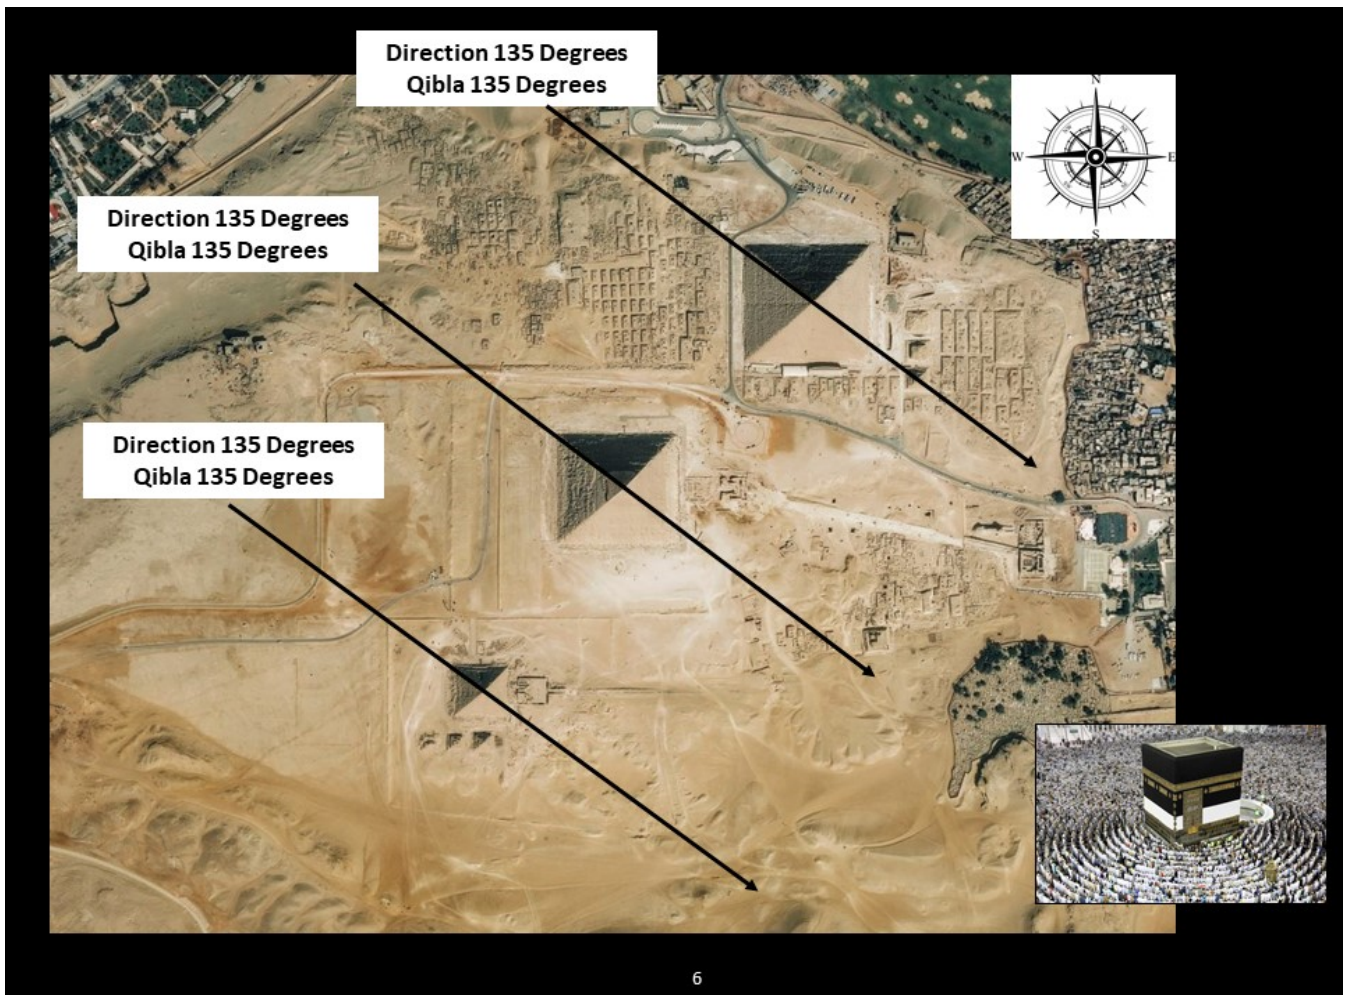 Direction 135 Degrees
Qibla 135 Degrees
N
W
E
S
Direction 135 Degrees
Qibla 135 Degrees
Direction 135 Degrees
Qibla 135 Degrees
6